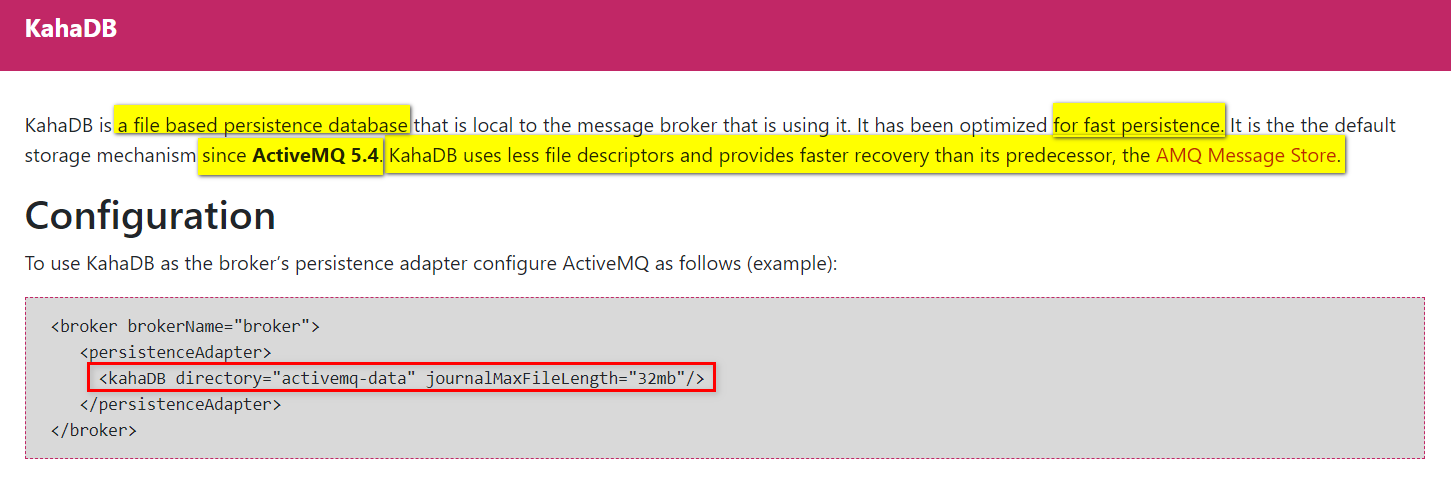 KahaDB
KahaDB is a file based persistence database that is local to the message broker that is using it. It has been optimized for fast persistence. It is the the default
storage mechanism since ActiveMQ 5.4. KahaDB uses less file descriptors and provides faster recovery than its predecessor, the AMQ Message Store.
Configuration
To use KahaDB as the broker’s persistence adapter configure ActiveMQ as follows (example):
<broker brokerName="broker">
<persistenceAdapter>
<kahaDB directory="activemq-data" journalMaxFileLength="32mb"/>
</persistenceAdapter>
</broker>